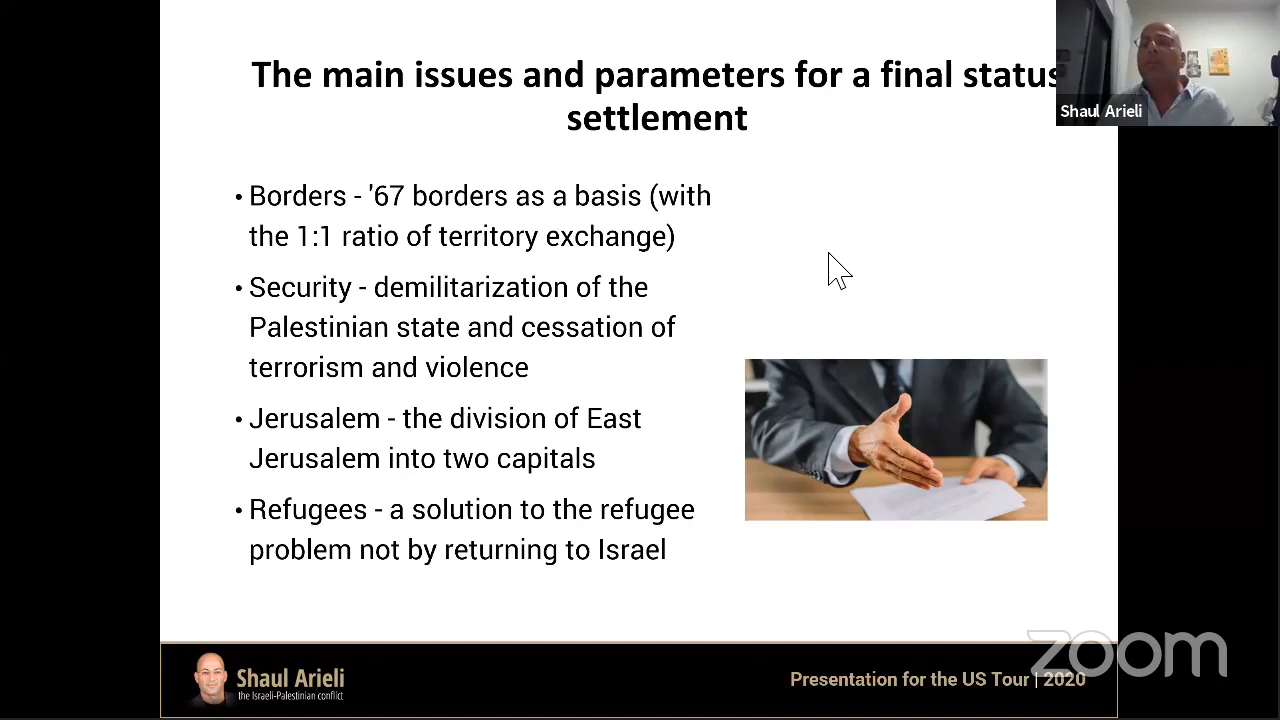 The main issues and parameters for a final status
settlement
Shaul Arieli
• Borders - '67 borders as a basis (with
the 1:1 ratio of territory exchange)
• Security - demilitarization of the
Palestinian state and cessation of
terrorism and violence
• Jerusalem - the division of East
Jerusalem into two capitals
• Refugees - a solution to the refugee
problem not by returning to Israel
Shaul Arieli
the Israeli-Palestinian conflict
Presentation for the US Tour | 2020
zoom